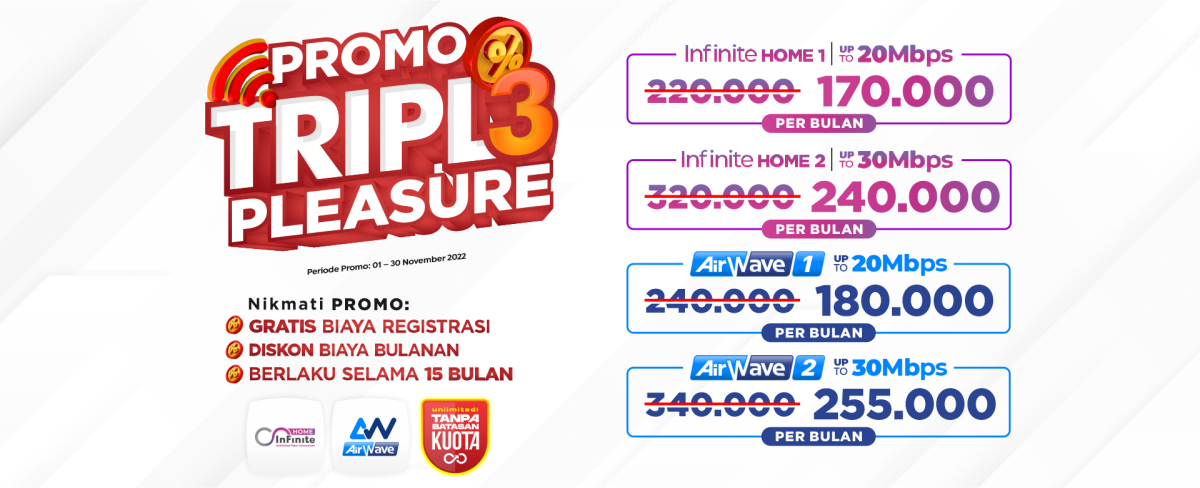 PROMO %
TRIPL3
PLEASURE
Periode Promo: 01 – 30 November 2022
Nikmati PROMO:
% GRATIS BIAYA REGISTRASI
% DISKON BIAYA BULANAN
% BERLAKU SELAMA 15 BULAN
HOME
InFinite
AW
AirWave
unlimited!
TANPA
BATASAN
KUOTA
Infinite HOME 1 | UP TO 20Mbps
220.000 170.000
PER BULAN
Infinite HOME 2 | UP TO 30Mbps
320.000 240.000
PER BULAN
AirWave 1 UP TO 20Mbps
240.000 180.000
PER BULAN
AirWave 2 UP TO 30Mbps
340.000 255.000
PER BULAN